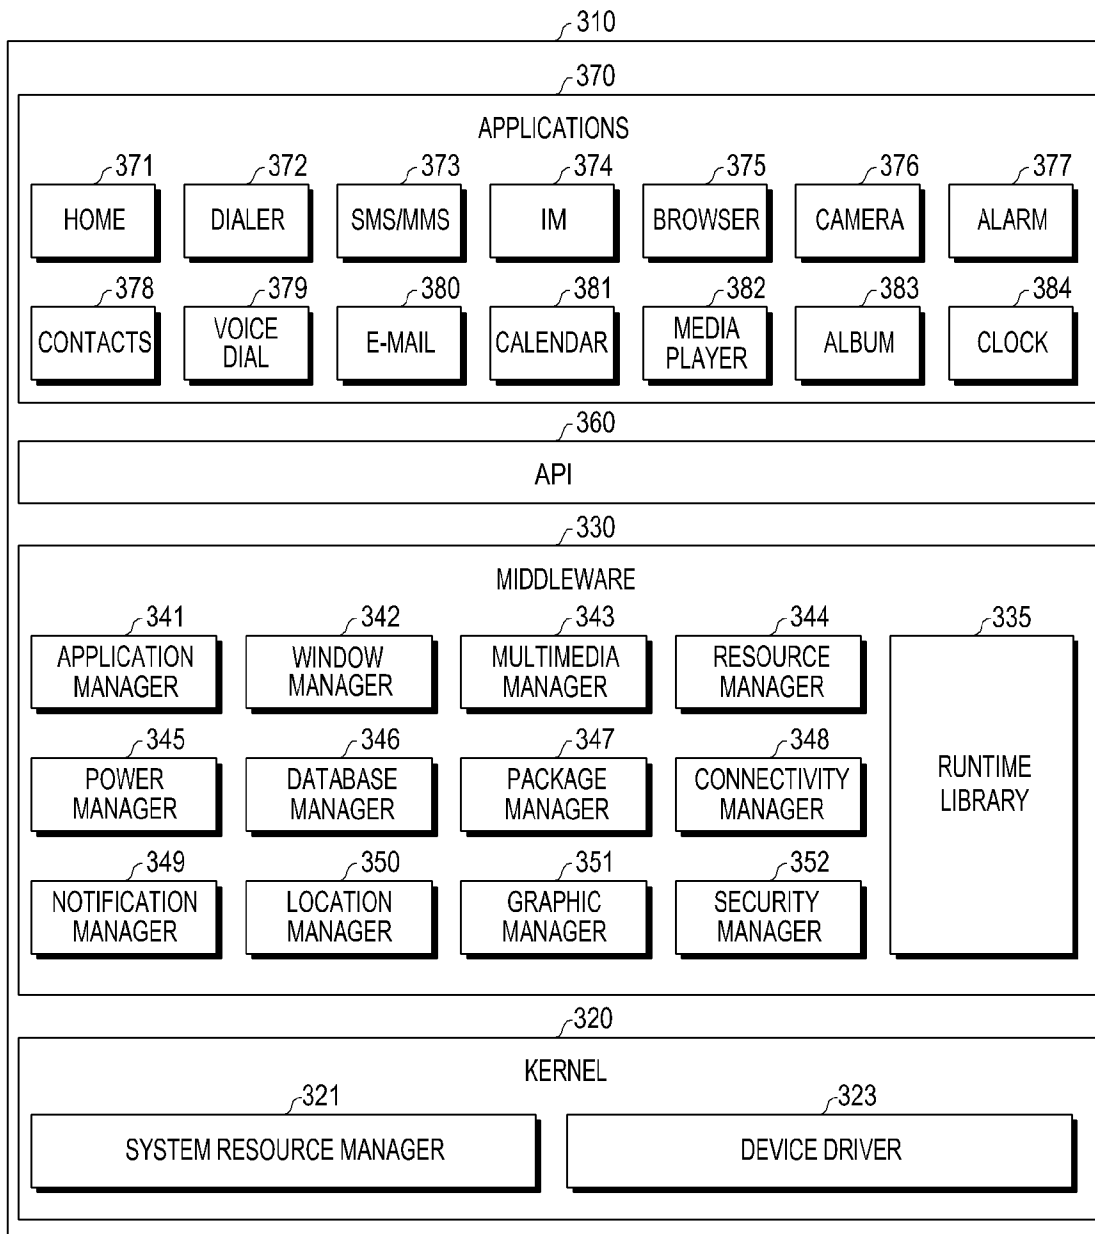 310
370
APPLICATIONS
371 372 373 374 375 376 377
HOME DIALER SMS/MMS IM BROWSER CAMERA ALARM
378 379 380 381 382 383 384
CONTACTS VOICE DIAL E-MAIL CALENDAR MEDIA PLAYER ALBUM CLOCK
360
API
330
MIDDLEWARE
341 342 343 344 335
APPLICATION MANAGER WINDOW MANAGER MULTIMEDIA MANAGER RESOURCE MANAGER
345 346 347 348
POWER MANAGER DATABASE MANAGER PACKAGE MANAGER CONNECTIVITY MANAGER RUNTIME LIBRARY
349 350 351 352
NOTIFICATION MANAGER LOCATION MANAGER GRAPHIC MANAGER SECURITY MANAGER
320
KERNEL
321 323
SYSTEM RESOURCE MANAGER DEVICE DRIVER